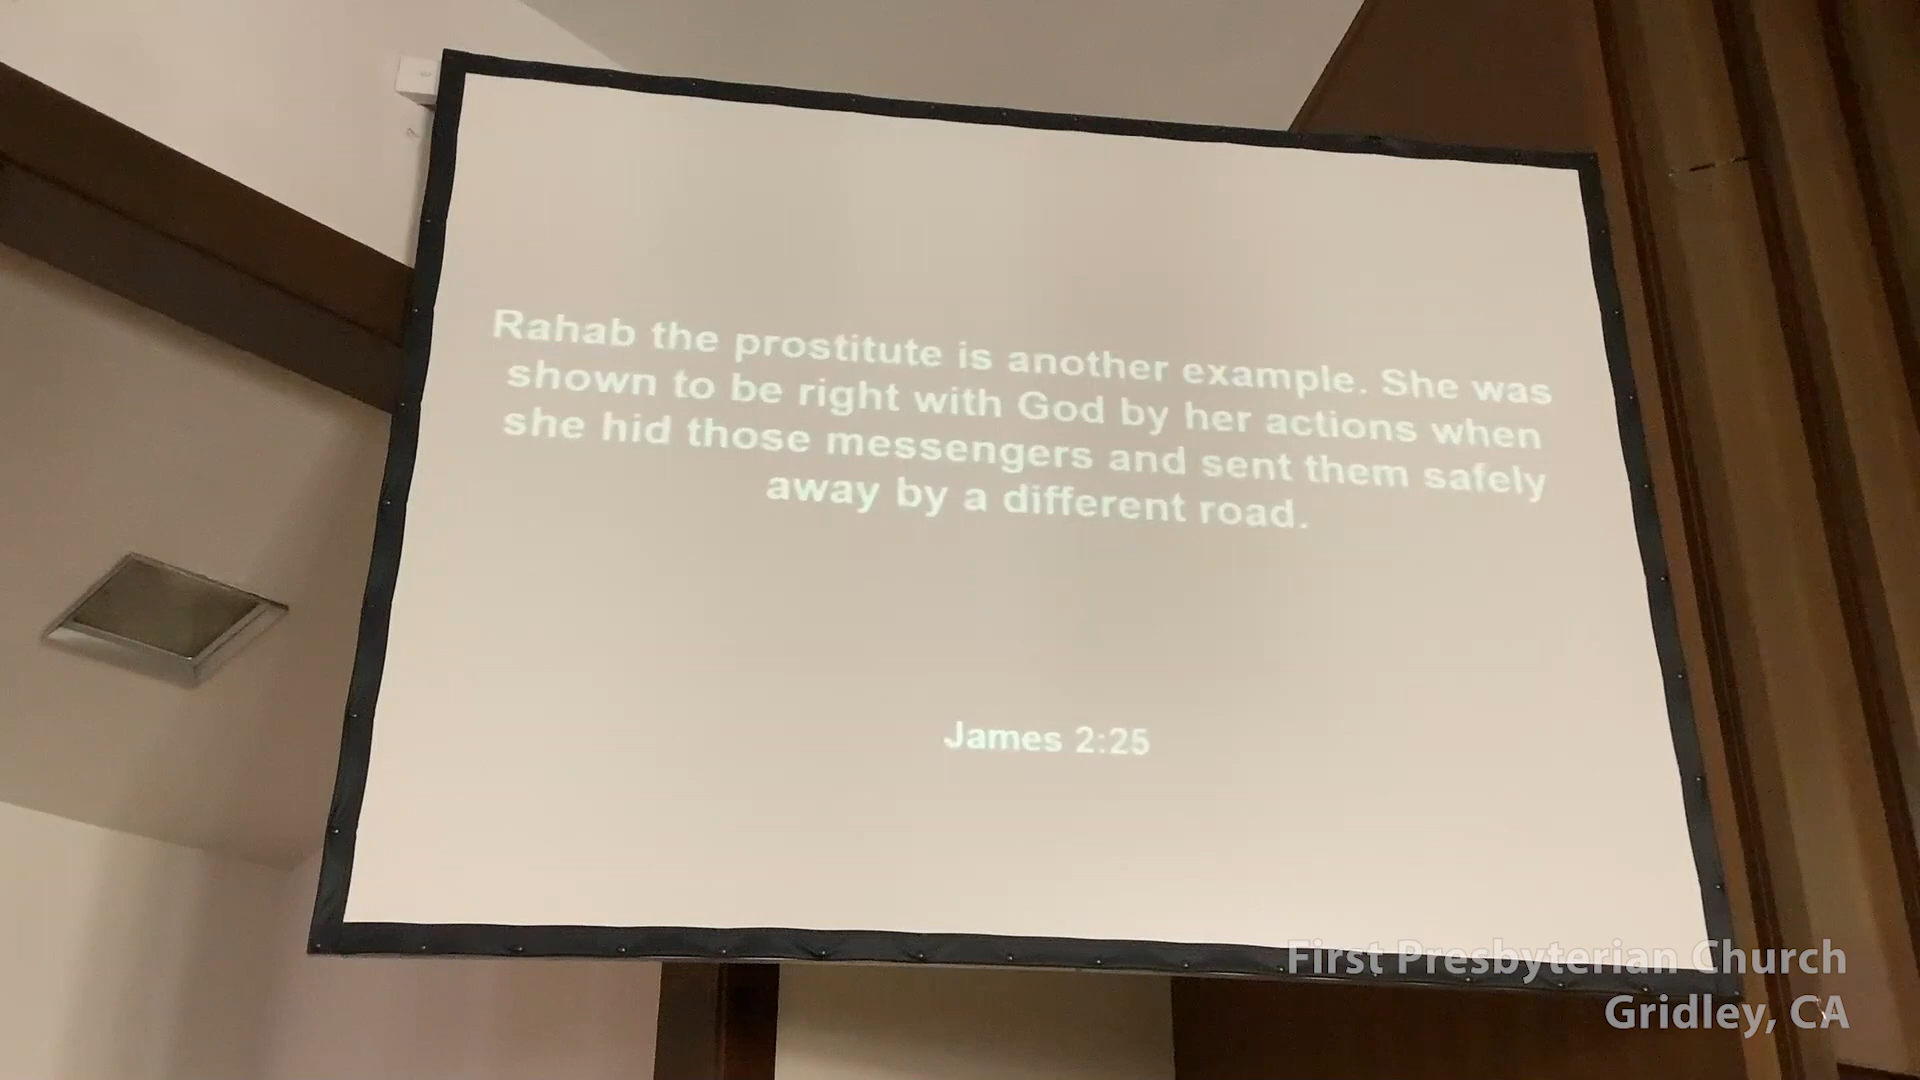 Rahab the prostitute is another example. She was
shown to be right with God by her actions when
she hid those messengers and sent them safely
away by a different road.
James 2:25
First Presbyterian Church
Gridley, CA